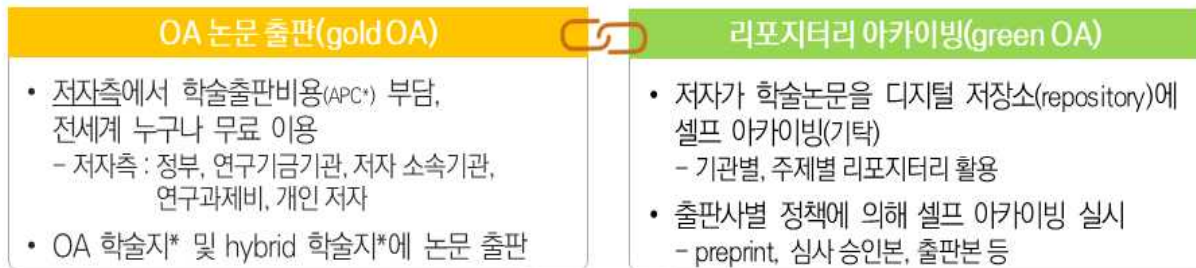 OA 논문 출판(gold OA)
• 저자측에서 학술출판비용(APC*) 부담,
전세계 누구나 무료 이용
– 저자측 : 정부, 연구기금기관, 저자 소속기관,
연구과제비, 개인 저자
• OA 학술지* 및 hybrid 학술지*에 논문 출판
리포지터리 아카이빙(green OA)
• 저자가 학술논문을 디지털 저장소(repository)에
셀프 아카이빙(기탁)
– 기관별, 주제별 리포지터리 활용
• 출판사별 정책에 의해 셀프 아카이빙 실시
– preprint, 심사 승인본, 출판본 등